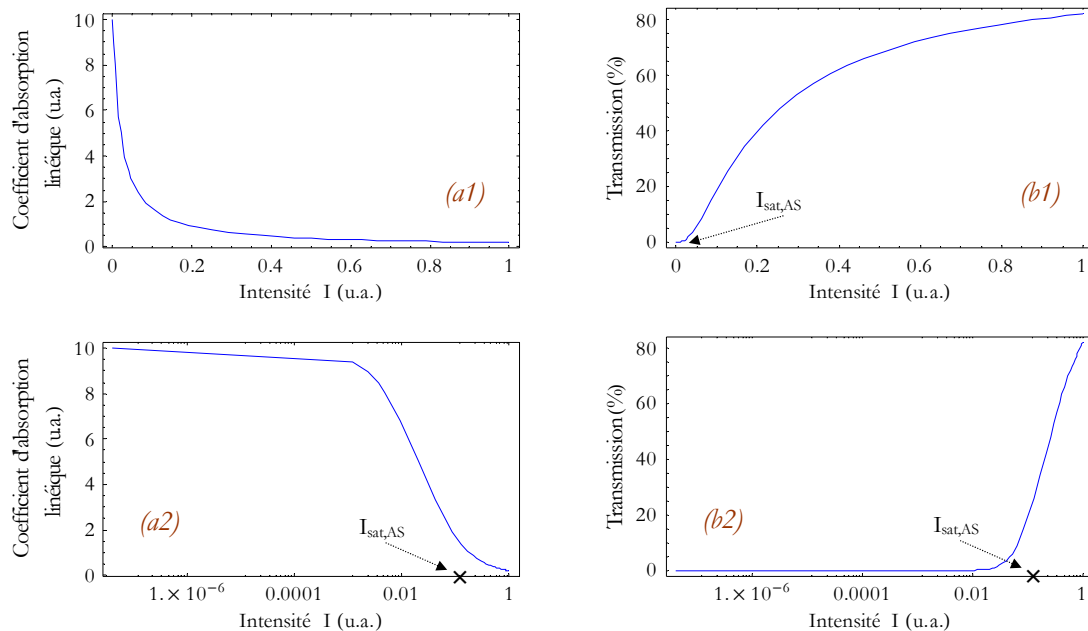 10
8
6
4
2
0
Coefficient d'absorption
linéique (u.a.)
(a1)
0 0.2 0.4 0.6 0.8 1
Intensité I (u.a.)
80
60
40
20
0
Transmission (%)
I sat,AS
(b1)
0 0.2 0.4 0.6 0.8 1
Intensité I (u.a.)
10
8
6
4
2
0
Coefficient d'absorption
linéique (u.a.)
(a2)
I sat,AS
1. × 10⁻⁶ 0.0001 0.01 1
Intensité I (u.a.)
80
60
40
20
0
Transmission (%)
(b2)
I sat,AS
1. × 10⁻⁶ 0.0001 0.01 1
Intensité I (u.a.)